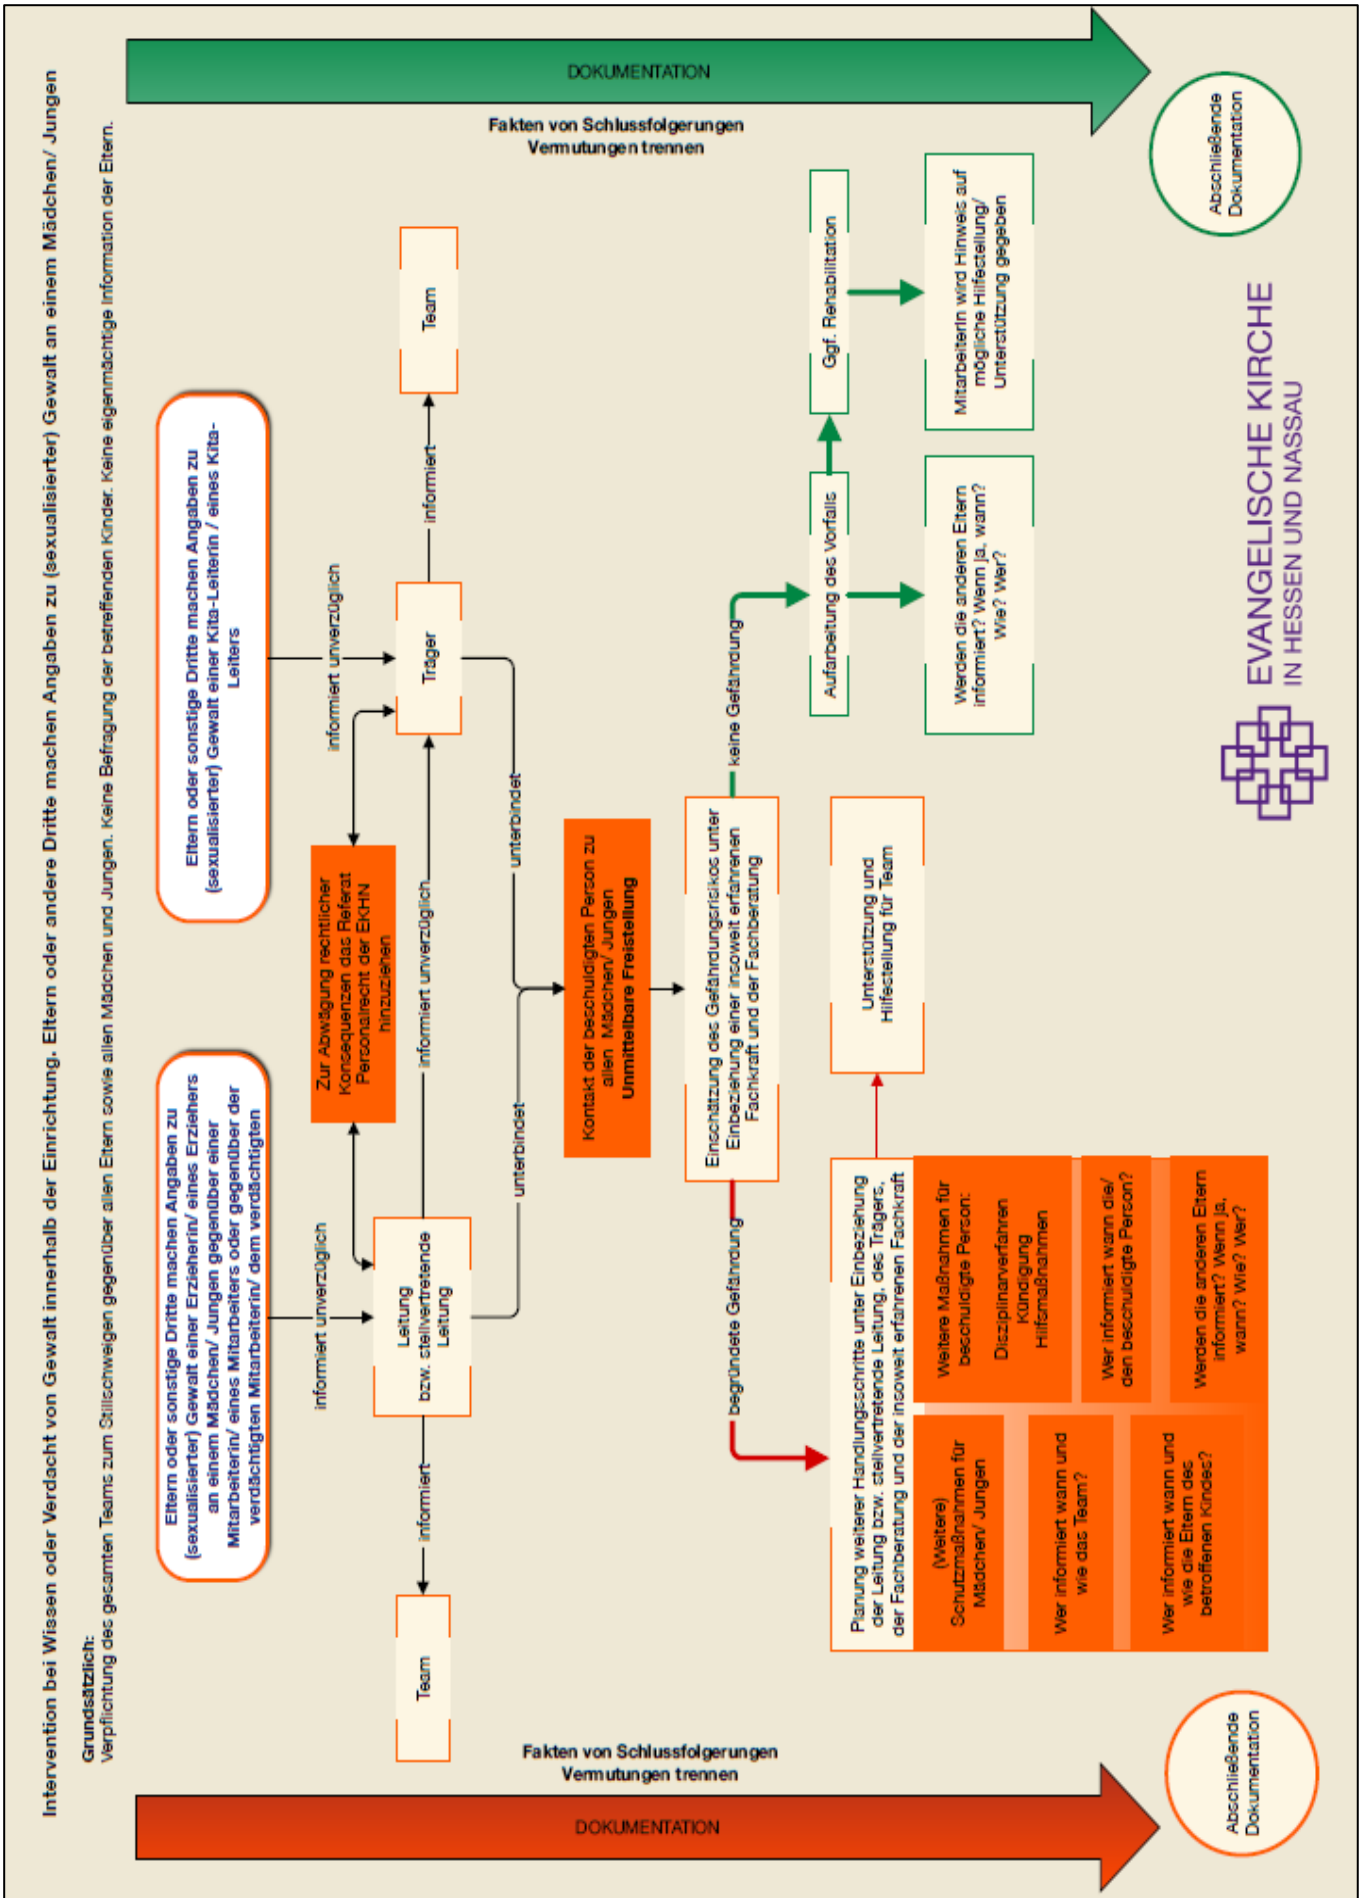 Intervention bei Wissen oder Verdacht von Gewalt innerhalb der Einrichtung. Eltern oder andere Dritte machen Angaben zu (sexualisierter) Gewalt an einem Mädchen/ Jungen
Grundsätzlich:
Verpflichtung des gesamten Teams zum Stillschweigen gegenüber allen Eltern sowie allen Mädchen und Jungen. Keine Befragung der betreffenden Kinder. Keine eigenmächtige Information der Eltern.
Eltern oder sonstige Dritte machen Angaben zu
(sexualisierter) Gewalt einer Erzieherin/ eines Erziehers
an einem Mädchen/ Jungen gegenüber einer
Mitarbeiterin/ eines Mitarbeiters oder gegenüber der
verdächtigten Mitarbeiterin/ dem verdächtigten
Eltern oder sonstige Dritte machen Angaben zu
(sexualisierter) Gewalt einer Kita-Leiterin / eines Kita-
Leiters
informiert unverzüglich
Zur Abwägung rechtlicher
Konsequenzen das Referat
Personalrecht der EKHN
hinzuziehen
informiert unverzüglich
Team
informiert
Leitung
bzw. stellvertretende
Leitung
informiert unverzüglich
Träger
informiert
Team
unterbindet
unterbindet
Kontakt der beschuldigten Person zu
allen Mädchen/ Jungen
Unmittelbare Freistellung
Einschätzung des Gefährdungsrisikos unter
Einbeziehung einer insoweit erfahrenen
Fachkraft und der Fachberatung
begründete Gefährdung
keine Gefährdung
Planung weiterer Handlungsschritte unter Einbeziehung
der Leitung bzw. stellvertretende Leitung, des Trägers,
der Fachberatung und der insoweit erfahrenen Fachkraft
(Weitere)
Schutzmaßnahmen für
Mädchen/ Jungen
Wer informiert wann und
wie das Team?
Wer informiert wann und
wie die Eltern des
betroffenen Kindes?
Weitere Maßnahmen für
beschuldigte Person:
Disziplinarverfahren
Kündigung
Hilfsmaßnahmen
Wer informiert wann die/
den beschuldigte Person?
Werden die anderen Eltern
informiert? Wenn ja,
wann? Wie? Wer?
Unterstützung und
Hilfestellung für Team
Aufarbeitung des Vorfalls
Ggf. Rehabilitation
Werden die anderen Eltern
informiert? Wenn ja, wann?
Wie? Wer?
MitarbeiterIn wird Hinweis auf
mögliche Hilfestellung/
Unterstützung gegeben
DOKUMENTATION
Fakten von Schlussfolgerungen
Vermutungen trennen
Abschließende
Dokumentation
DOKUMENTATION
Fakten von Schlussfolgerungen
Vermutungen trennen
Abschließende
Dokumentation
EVANGELISCHE KIRCHE
IN HESSEN UND NASSAU